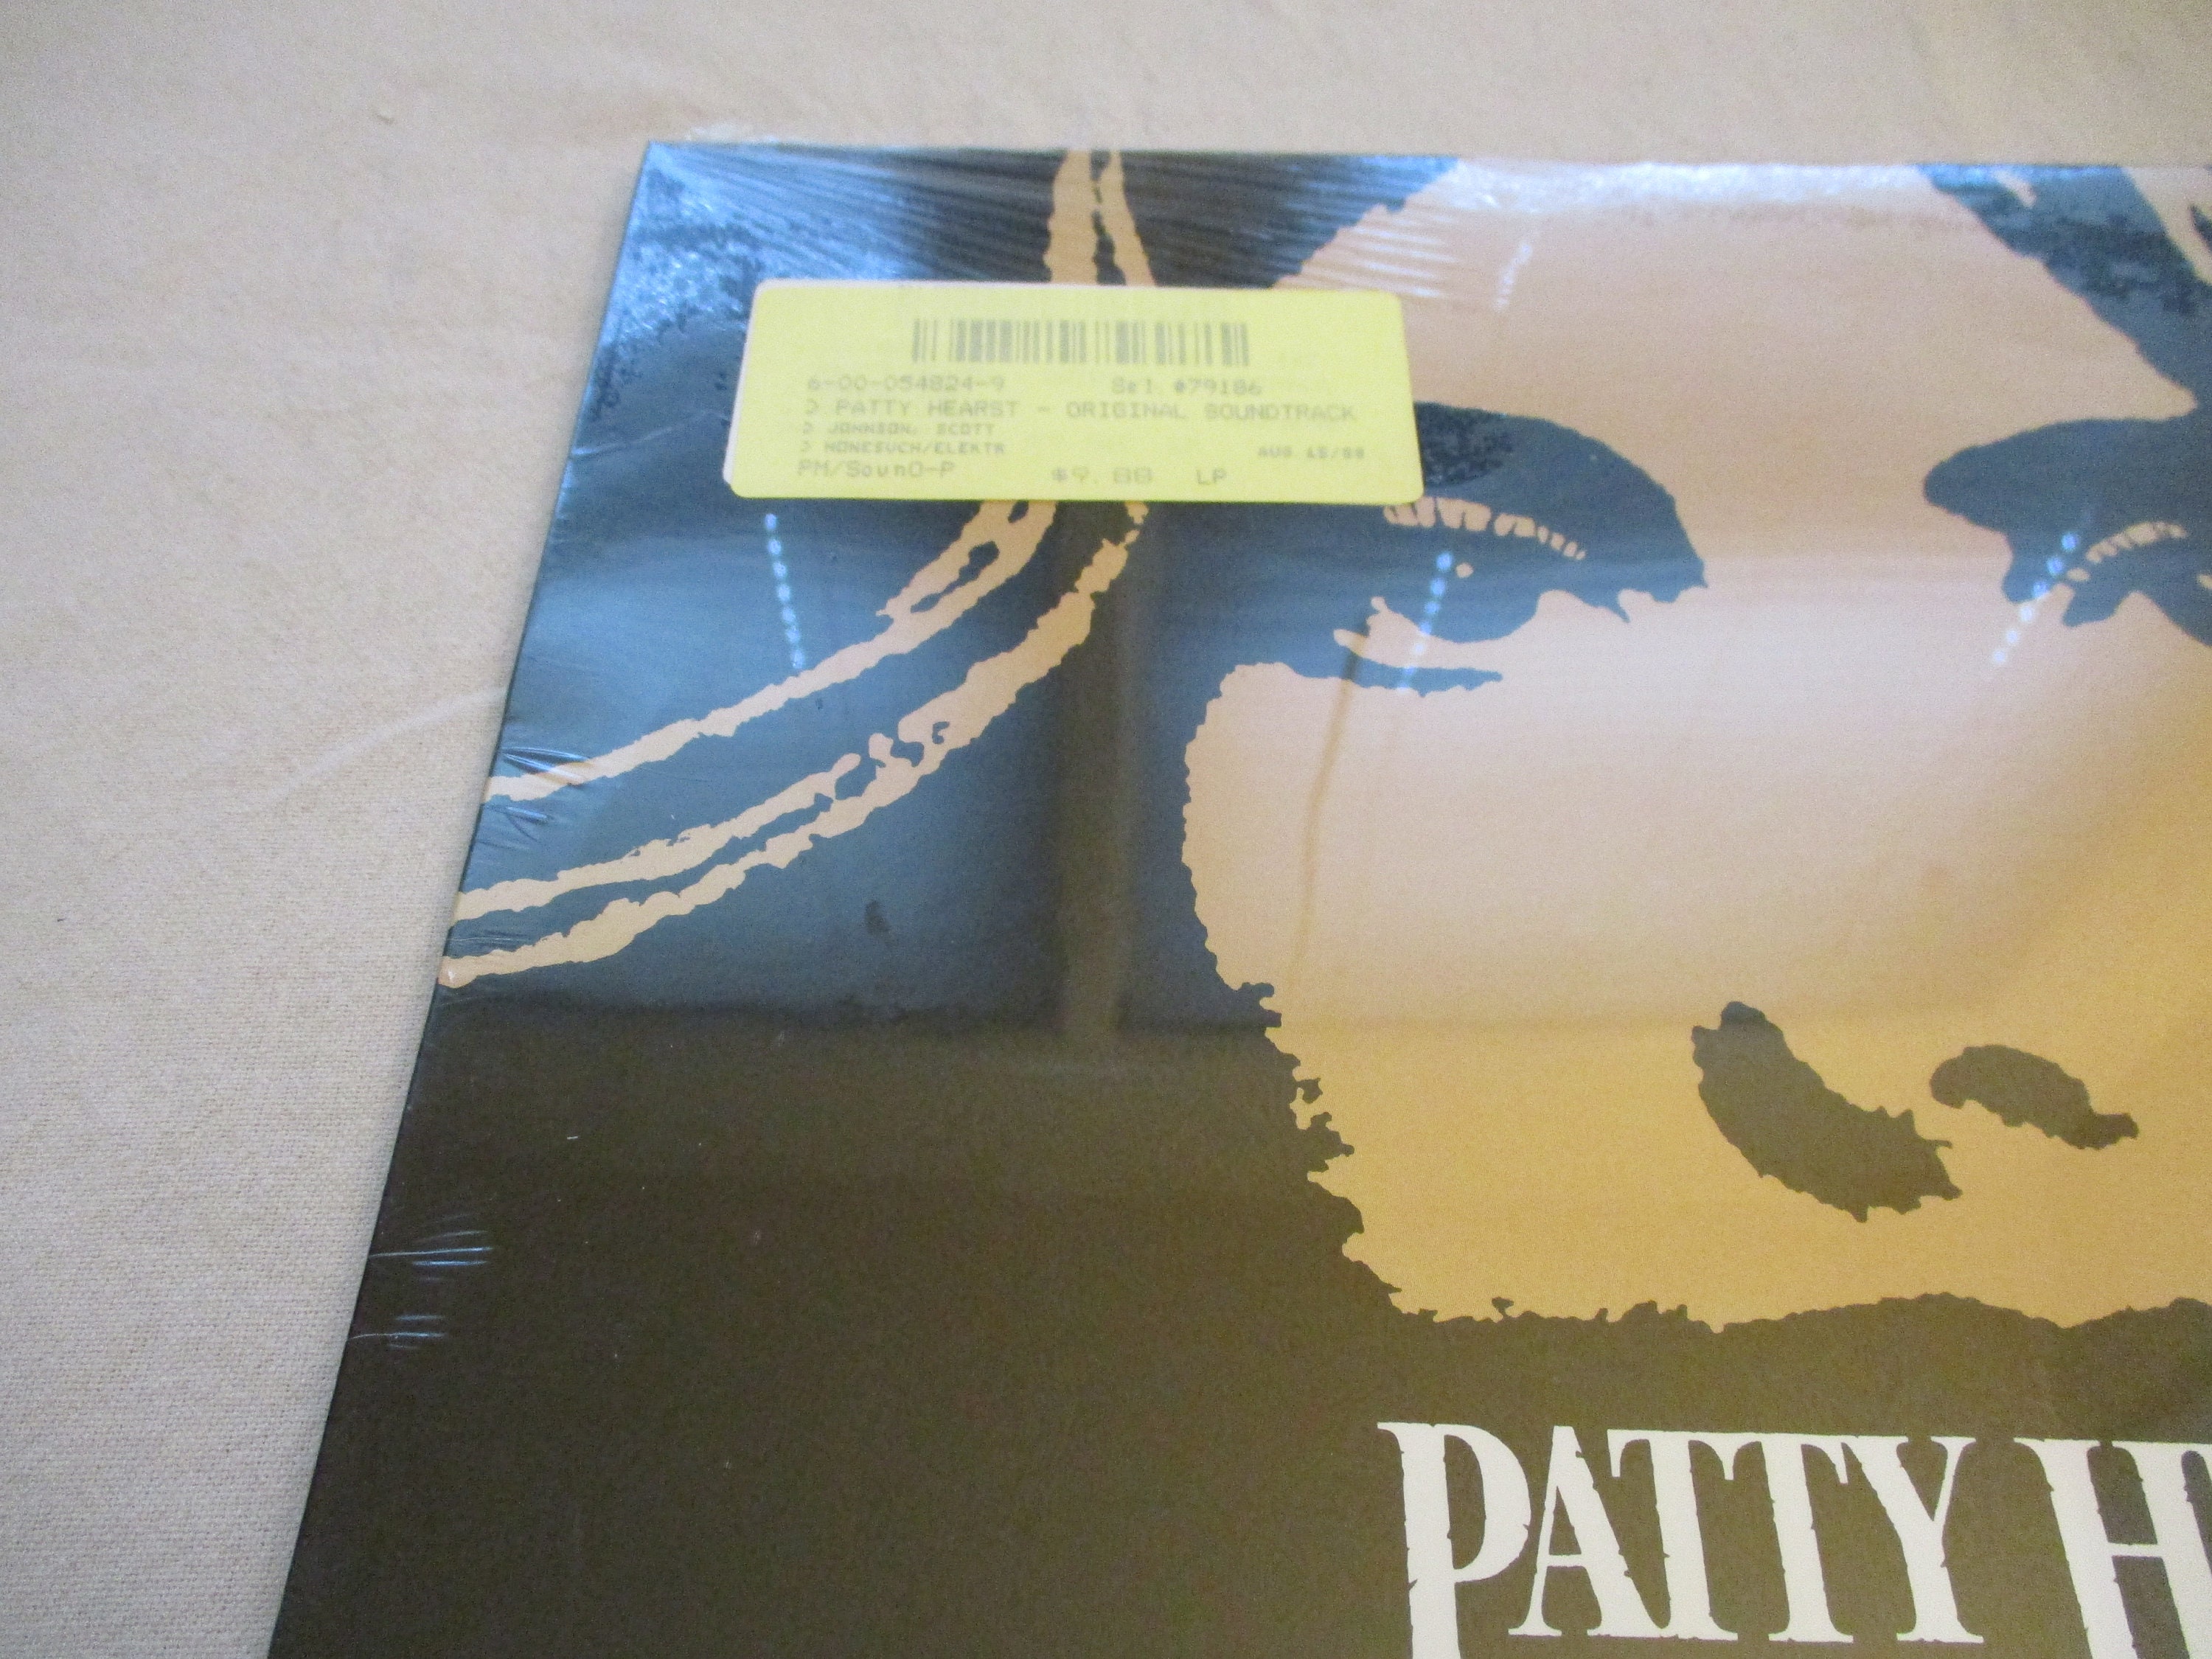 6-00-054824-9 Sel #79186
> PATTY HEARST - ORIGINAL SOUNDTRACK
> JOHNSON, SCOTT
> NONESUCH/ELEKTR AUG 15/88
PM/SounD-P $9.88 LP
PATTY H